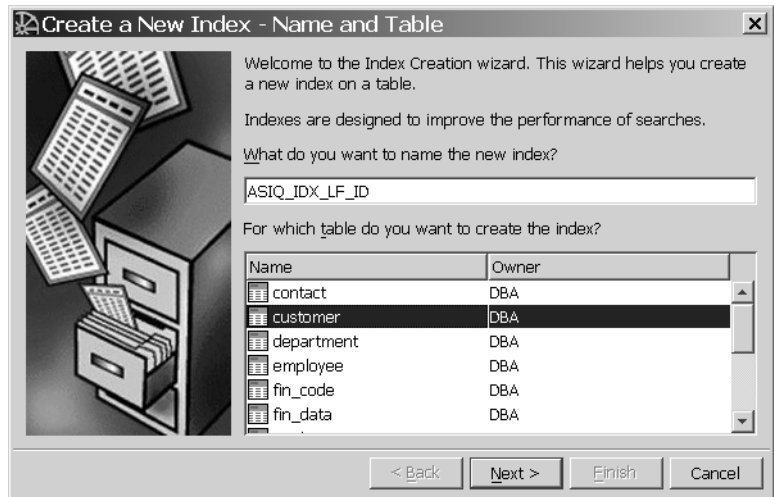 Create a New Index - Name and Table
Welcome to the Index Creation wizard. This wizard helps you create
a new index on a table.
Indexes are designed to improve the performance of searches.
What do you want to name the new index?
ASIQ_IDX_LF_ID
For which table do you want to create the index?
Name Owner
contact DBA
customer DBA
department DBA
employee DBA
fin_code DBA
fin_data DBA
< Back Next > Finish Cancel